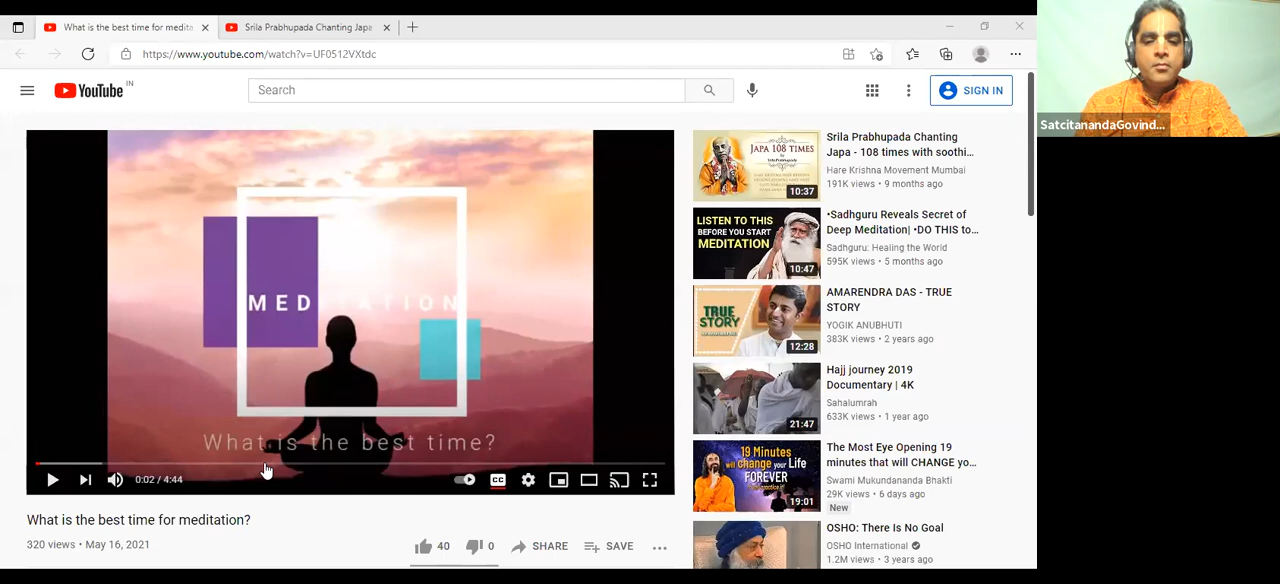 What is the best time for medita
Srila Prabhupada Chanting Japa
https://www.youtube.com/watch?v=UF0512VXtdc
YouTube IN
Search
SIGN IN
SatcitanandaGovind...
MEDITATION
What is the best time?
0:02 / 4:44
CC
What is the best time for meditation?
320 views • May 16, 2021
40
0
SHARE
SAVE
JAPA 108 TIMES
10:37
Srila Prabhupada Chanting
Japa - 108 times with soothi...
Hare Krishna Movement Mumbai
191K views • 9 months ago
LISTEN TO THIS
BEFORE YOU START
MEDITATION
10:47
•Sadhguru Reveals Secret of
Deep Meditation| •DO THIS to...
Sadhguru: Healing the World
595K views • 5 months ago
TRUE
STORY
12:28
AMARENDRA DAS - TRUE
STORY
YOGIK ANUBHUTI
383K views • 2 years ago
21:47
Hajj journey 2019
Documentary | 4K
Sahalumrah
633K views • 1 year ago
19 Minutes
will change your Life
FOREVER
19:01
The Most Eye Opening 19
minutes that will CHANGE yo...
Swami Mukundananda Bhakti
29K views • 6 days ago
New
OSHO: There Is No Goal
OSHO International
1.2M views • 3 years ago